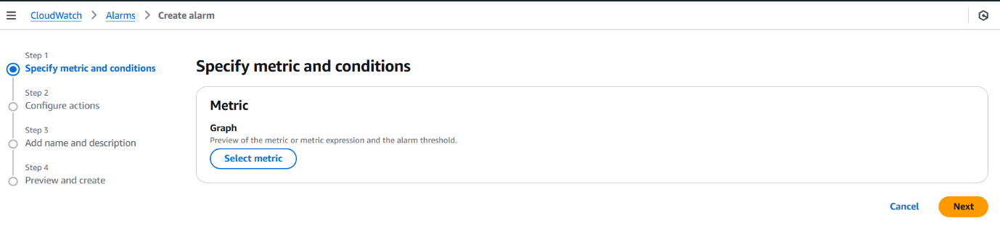 CloudWatch > Alarms > Create alarm
Step 1
Specify metric and conditions
Step 2
Configure actions
Step 3
Add name and description
Step 4
Preview and create
Specify metric and conditions
Metric
Graph
Preview of the metric or metric expression and the alarm threshold.
Select metric
Cancel Next